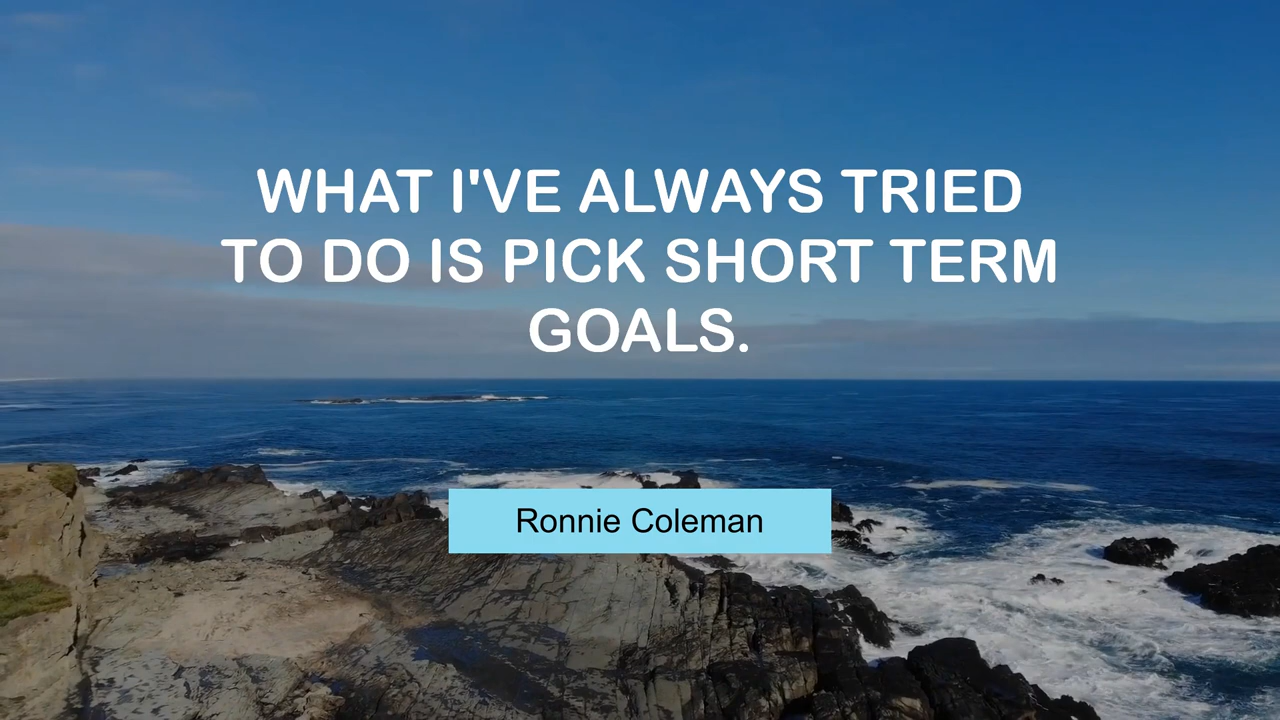 WHAT I'VE ALWAYS TRIED
TO DO IS PICK SHORT TERM
GOALS.
Ronnie Coleman